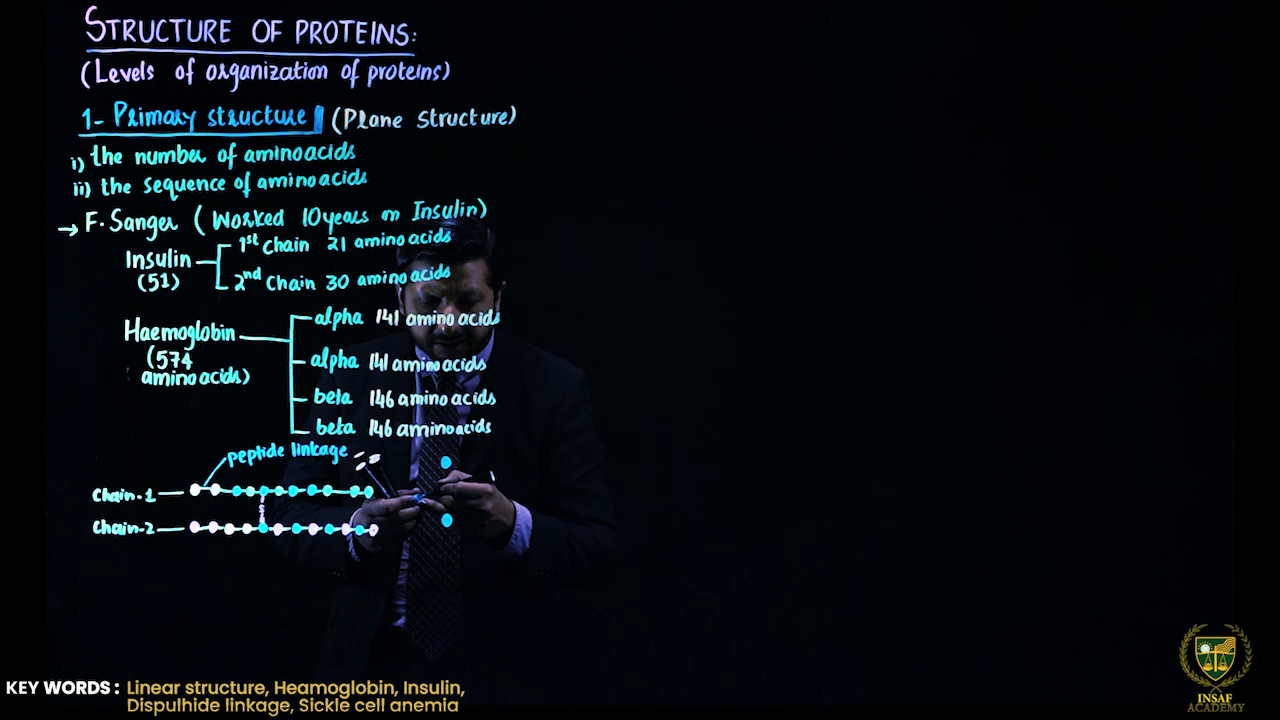 STRUCTURE OF PROTEINS:
(Levels of organization of proteins)
1- Primary structure (Plane Structure)
i) the number of aminoacids
ii) the sequence of aminoacids
→ F. Sanger (Worked 10 years on Insulin)
Insulin (51)
1st Chain 21 amino acids
2nd Chain 30 amino acids
Haemoglobin
(574
amino acids)
alpha 141 amino acids
alpha 141 amino acids
beta 146 amino acids
beta 146 amino acids
peptide linkage
Chain-1
S
S
Chain-2
KEY WORDS : Linear structure, Heamoglobin, Insulin,
Dispulhide linkage, Sickle cell anemia
INSAF
ACADEMY